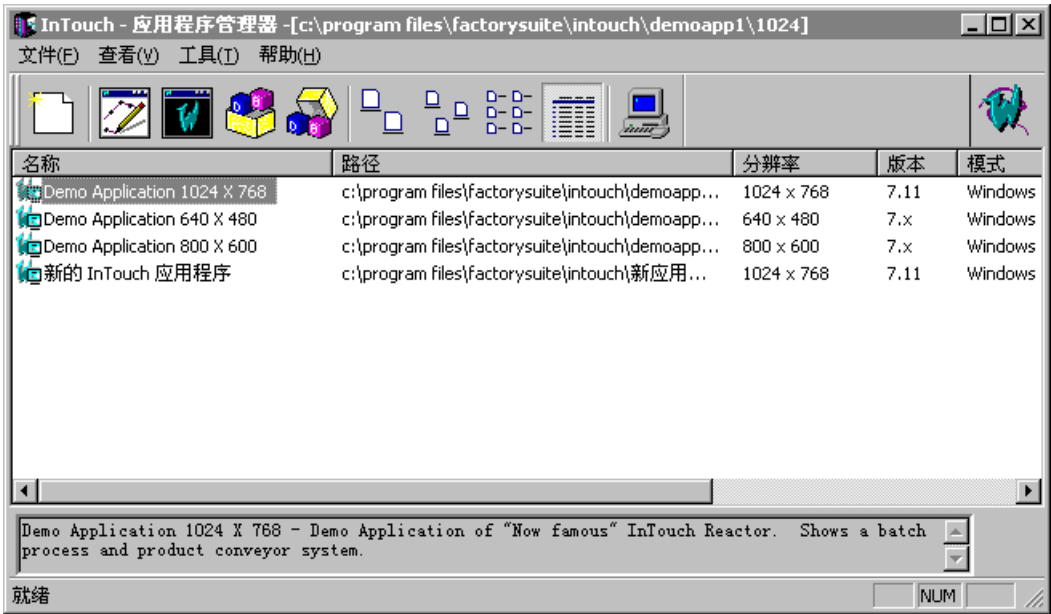 InTouch - 应用程序管理器 -[c:\program files\factorysuite\intouch\demoapp1\1024]
文件(F) 查看(V) 工具(T) 帮助(H)
名称 路径 分辨率 版本 模式
Demo Application 1024 X 768 c:\program files\factorysuite\intouch\demoapp... 1024 x 768 7.11 Windows
Demo Application 640 X 480 c:\program files\factorysuite\intouch\demoapp... 640 x 480 7.x Windows
Demo Application 800 X 600 c:\program files\factorysuite\intouch\demoapp... 800 x 600 7.x Windows
新的 InTouch 应用程序 c:\program files\factorysuite\intouch\新应用... 1024 x 768 7.11 Windows
Demo Application 1024 X 768 - Demo Application of "Now famous" InTouch Reactor. Shows a batch
process and product conveyor system.
就绪 NUM